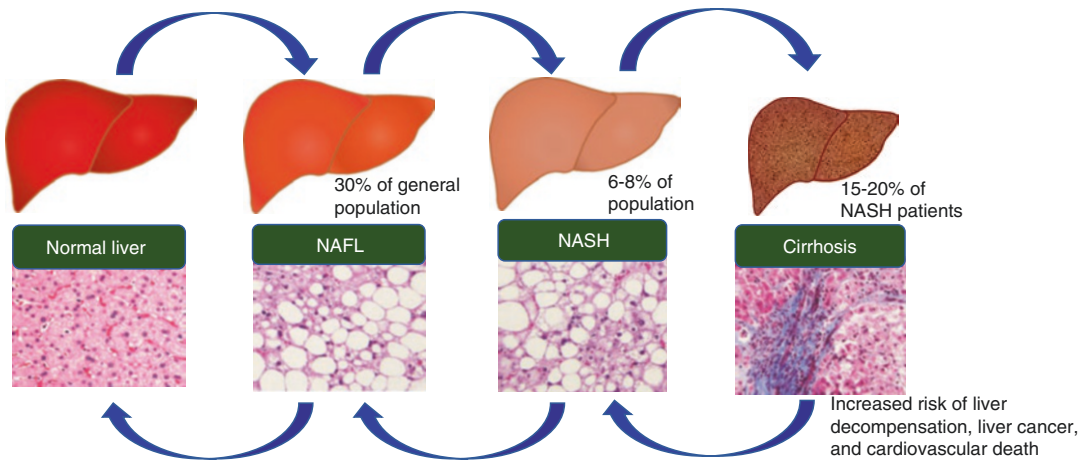 30% of general
population
6-8% of
population
15-20% of
NASH patients
Normal liver
NAFL
NASH
Cirrhosis
Increased risk of liver
decompensation, liver cancer,
and cardiovascular death